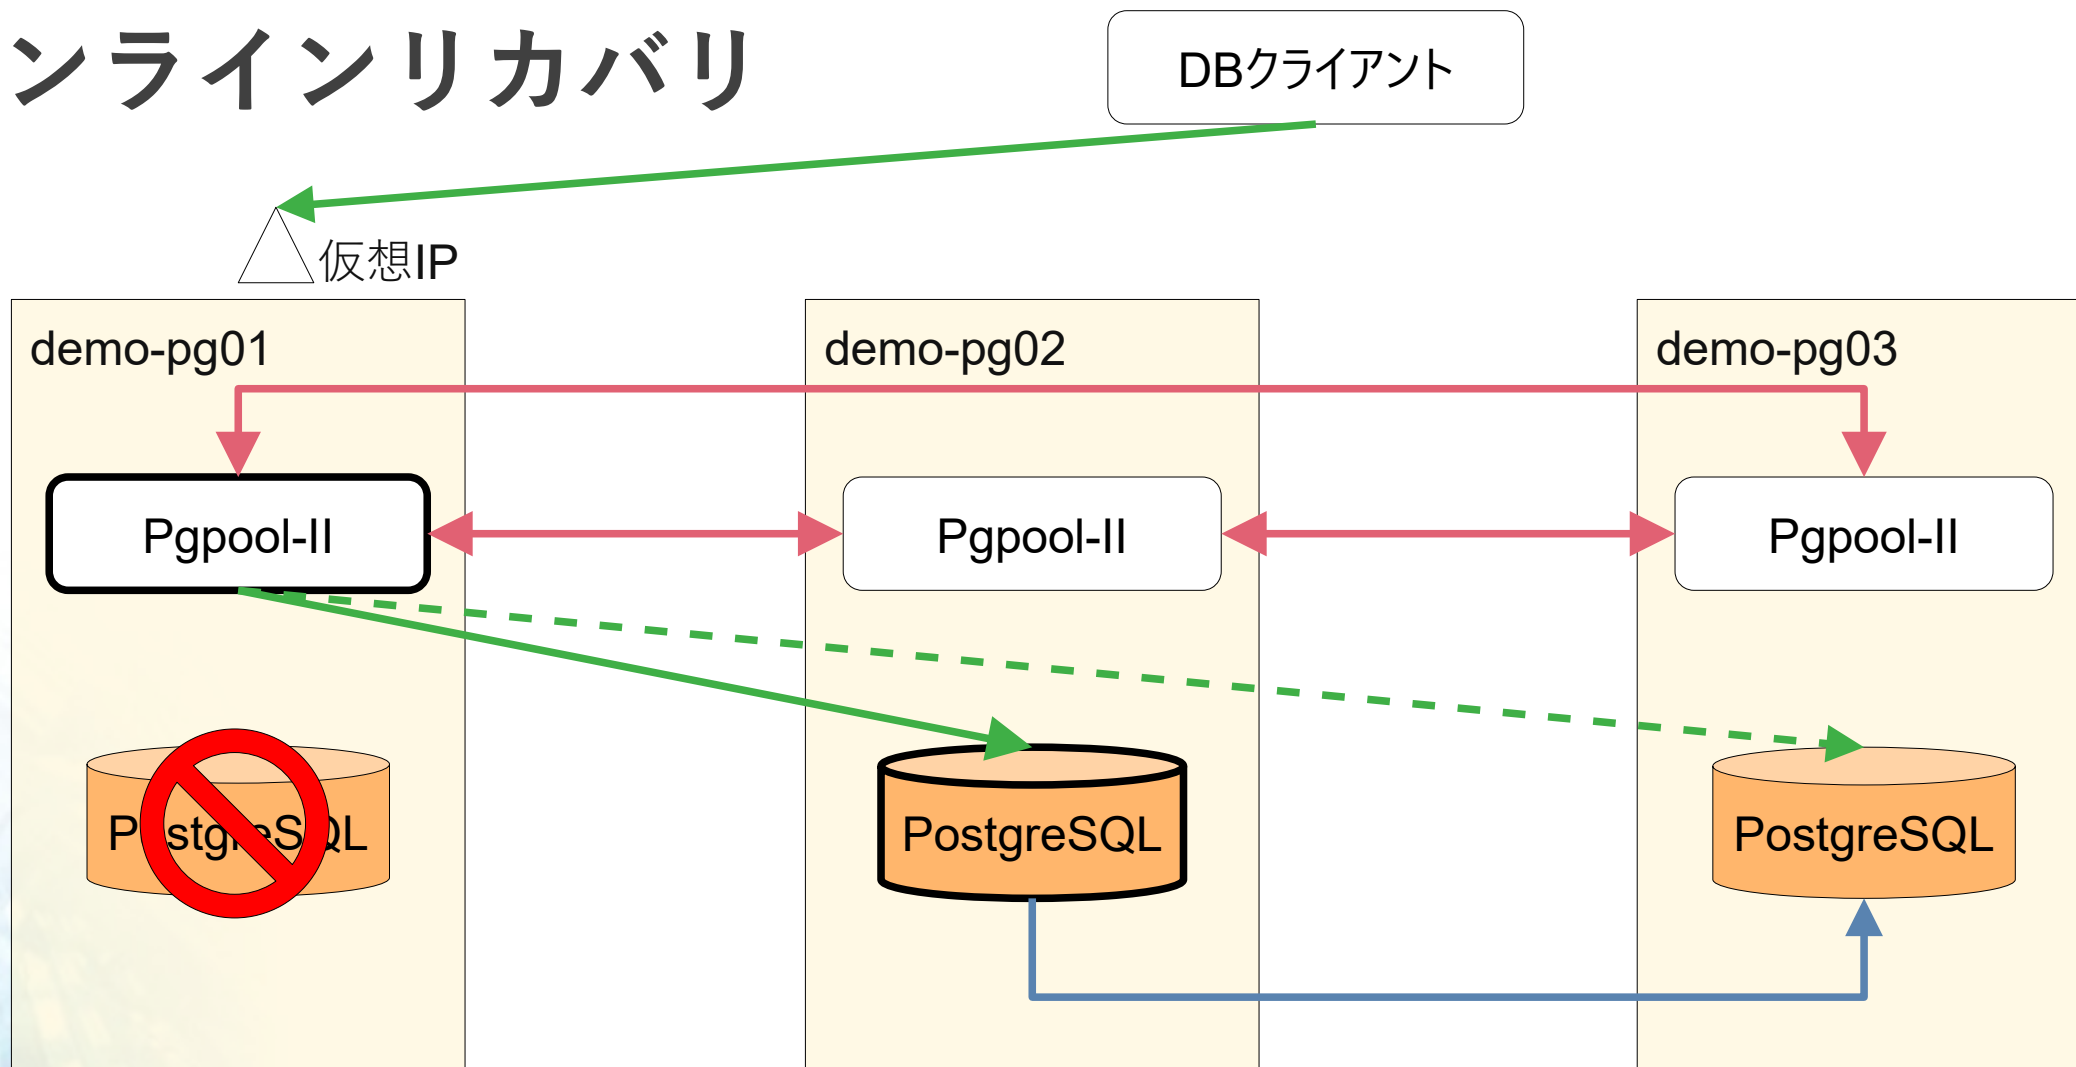 ンラインリカバリ
DBクライアント
仮想IP
demo-pg01
demo-pg02
demo-pg03
Pgpool-II
Pgpool-II
Pgpool-II
PostgreSQL
PostgreSQL
PostgreSQL